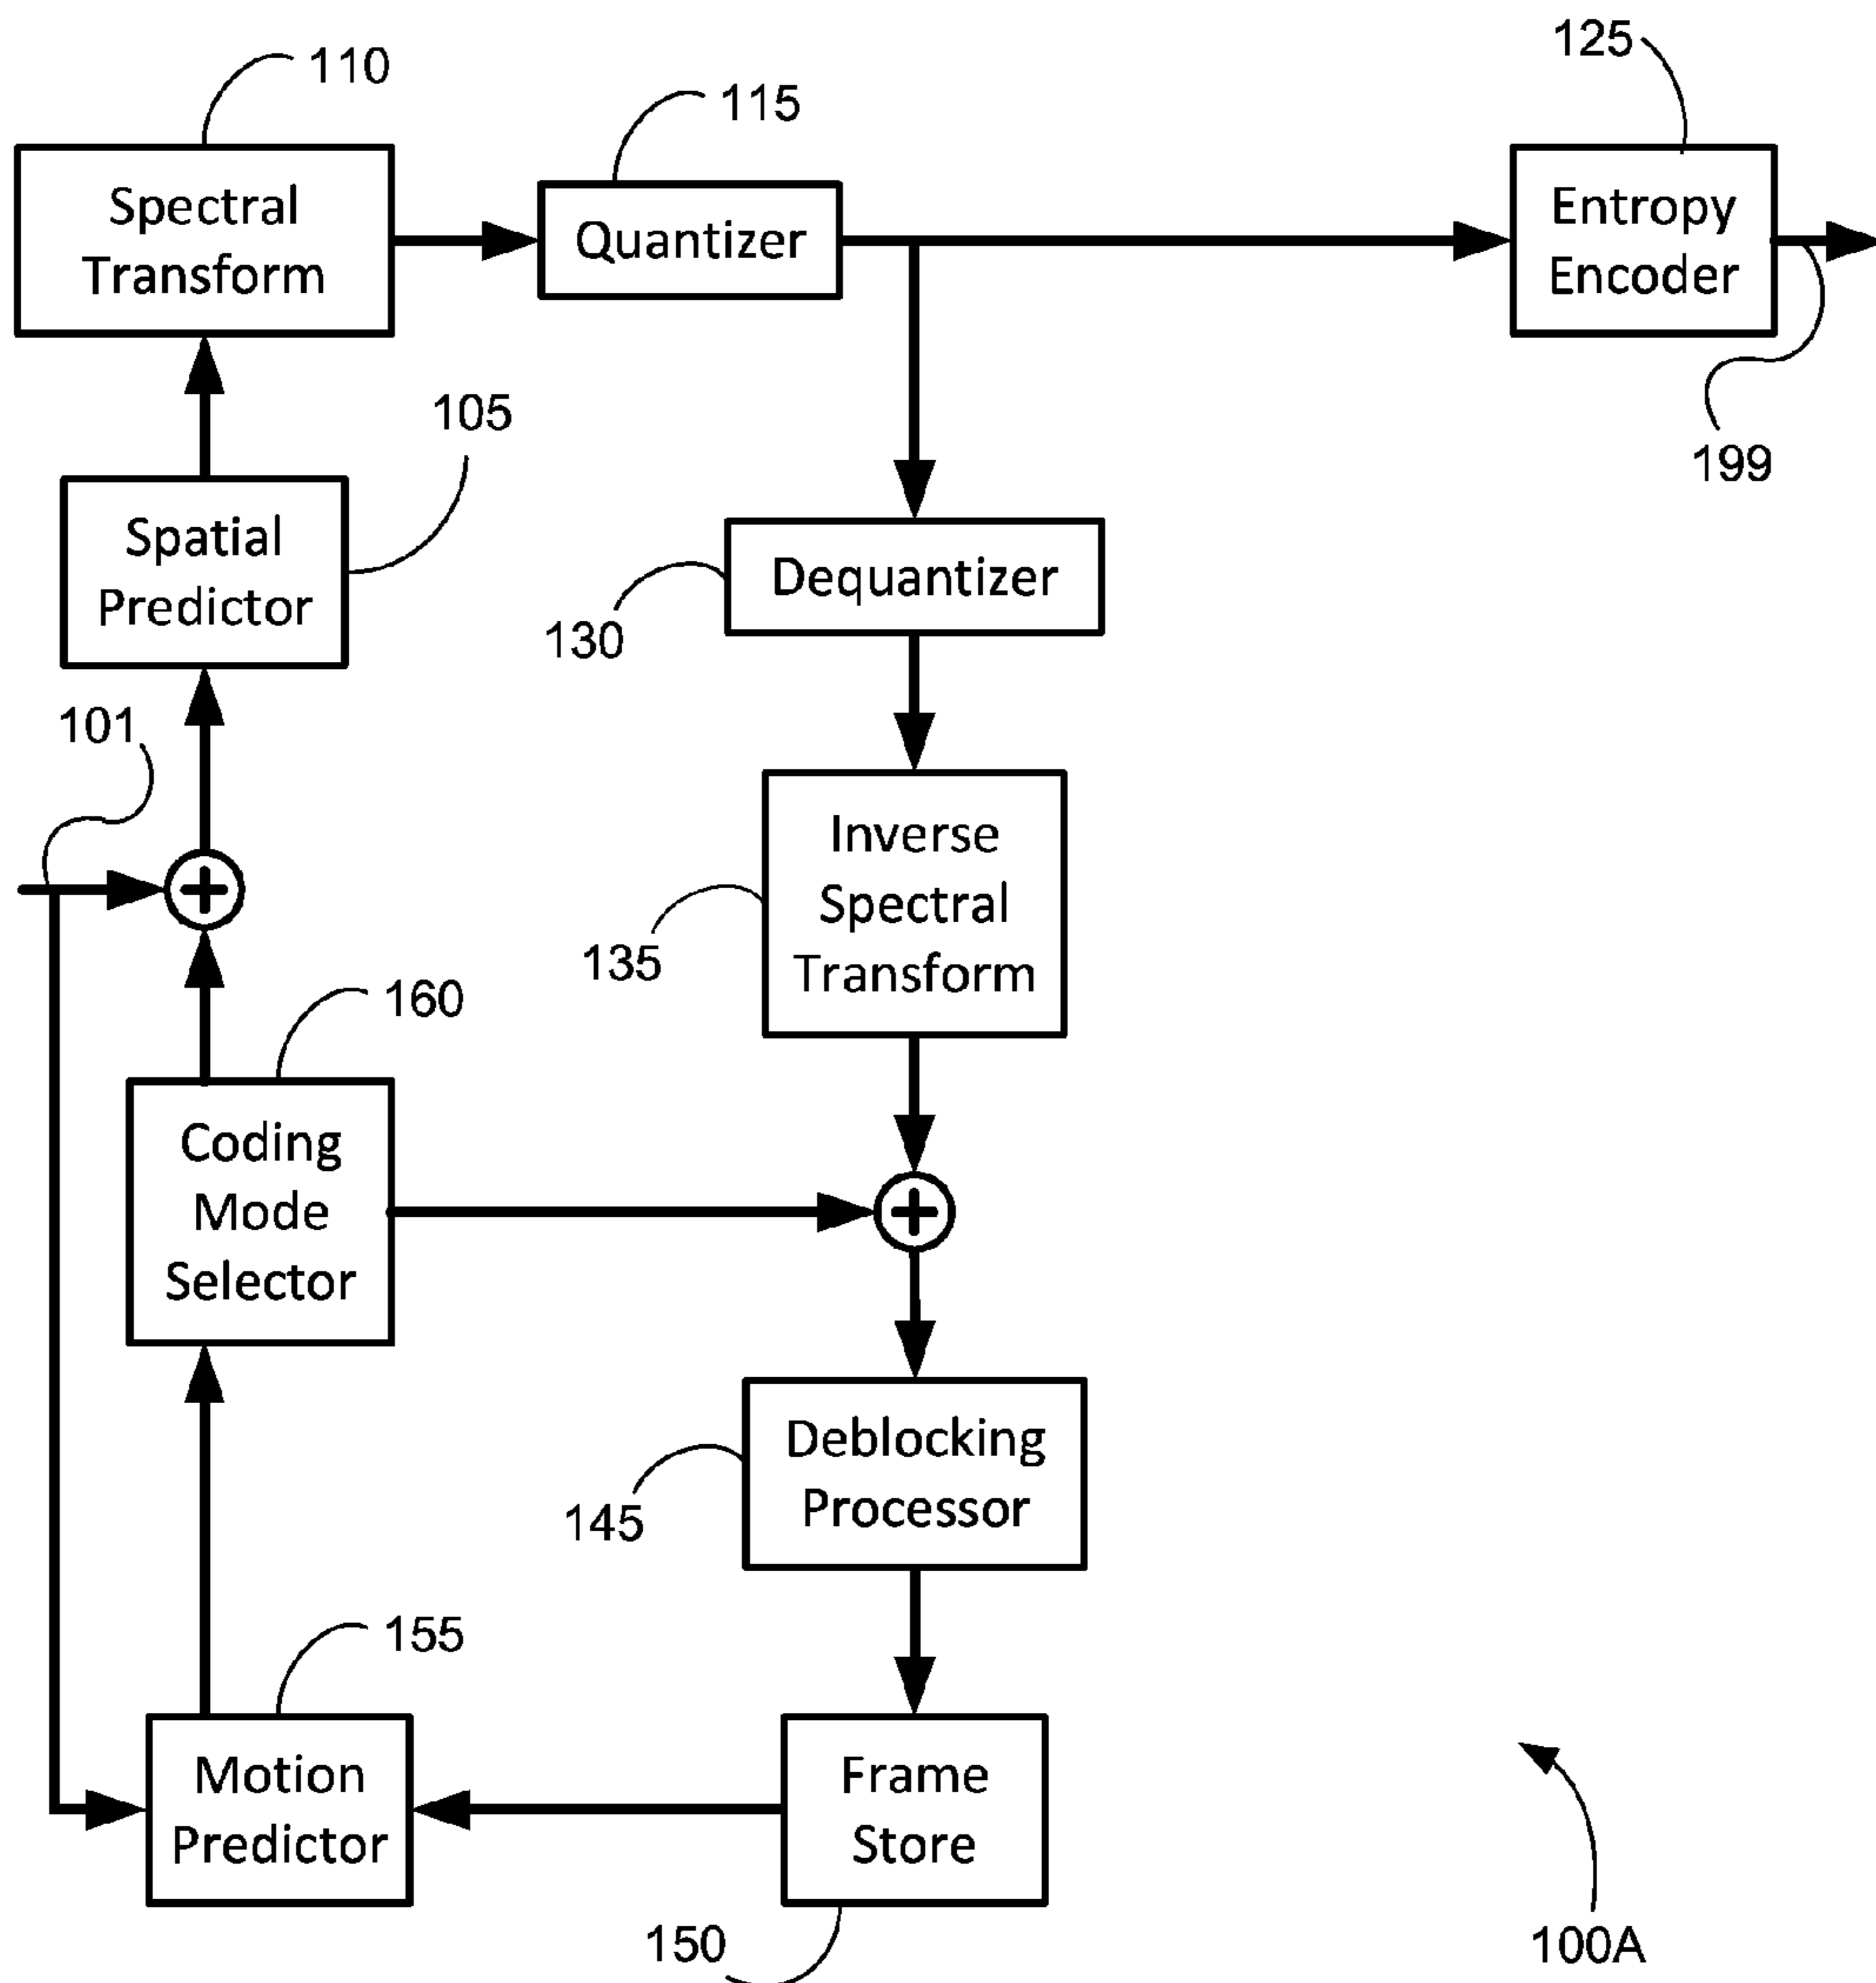 110
125
115
Spectral
Transform
Quantizer
Entropy
Encoder
105
199
Spatial
Predictor
Dequantizer
130
101
Inverse
Spectral
Transform
135
160
Coding
Mode
Selector
Deblocking
Processor
145
155
Motion
Predictor
Frame
Store
150
100A